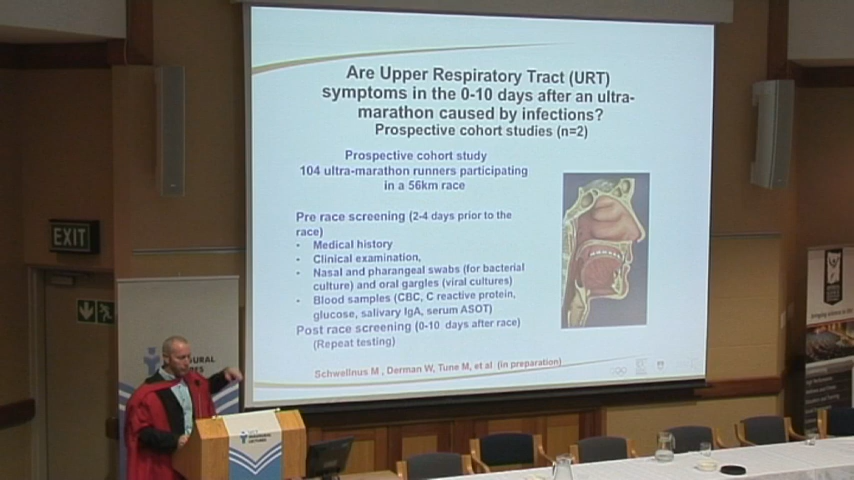 Are Upper Respiratory Tract (URT)
symptoms in the 0-10 days after an ultra-
marathon caused by infections?
Prospective cohort studies (n=2)
Prospective cohort study
104 ultra-marathon runners participating
in a 56km race
Pre race screening (2-4 days prior to the
race)
- Medical history
- Clinical examination,
- Nasal and pharangeal swabs (for bacterial
culture) and oral gargles (viral cultures)
- Blood samples (CBC, C reactive protein,
glucose, salivary IgA, serum ASOT)
Post race screening (0-10 days after race)
(Repeat testing)
Schwellnus M , Derman W, Tune M, et al (in preparation)
EXIT
INAUGURAL
LECTURES